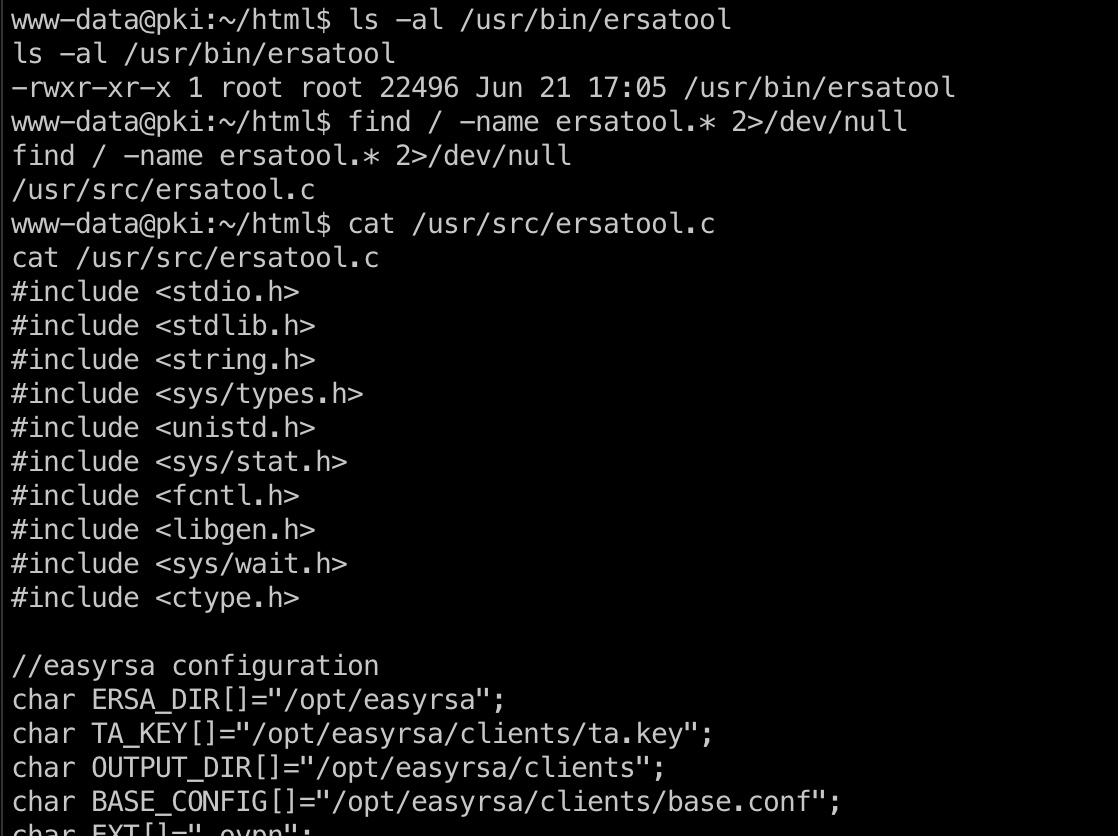 www-data@pki:~/html$ ls -al /usr/bin/ersatool
ls -al /usr/bin/ersatool
-rwxr-xr-x 1 root root 22496 Jun 21 17:05 /usr/bin/ersatool
www-data@pki:~/html$ find / -name ersatool.* 2>/dev/null
find / -name ersatool.* 2>/dev/null
/usr/src/ersatool.c
www-data@pki:~/html$ cat /usr/src/ersatool.c
cat /usr/src/ersatool.c
#include <stdio.h>
#include <stdlib.h>
#include <string.h>
#include <sys/types.h>
#include <unistd.h>
#include <sys/stat.h>
#include <fcntl.h>
#include <libgen.h>
#include <sys/wait.h>
#include <ctype.h>

//easyrsa configuration
char ERSA_DIR[]="/opt/easyrsa";
char TA_KEY[]="/opt/easyrsa/clients/ta.key";
char OUTPUT_DIR[]="/opt/easyrsa/clients";
char BASE_CONFIG[]="/opt/easyrsa/clients/base.conf";
char EXT[]=".ovpn";